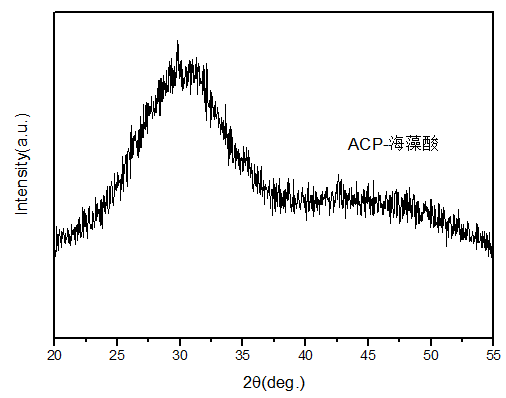 Intensity(a.u.)
ACP-海藻酸
20 25 30 35 40 45 50 55
2θ(deg.)